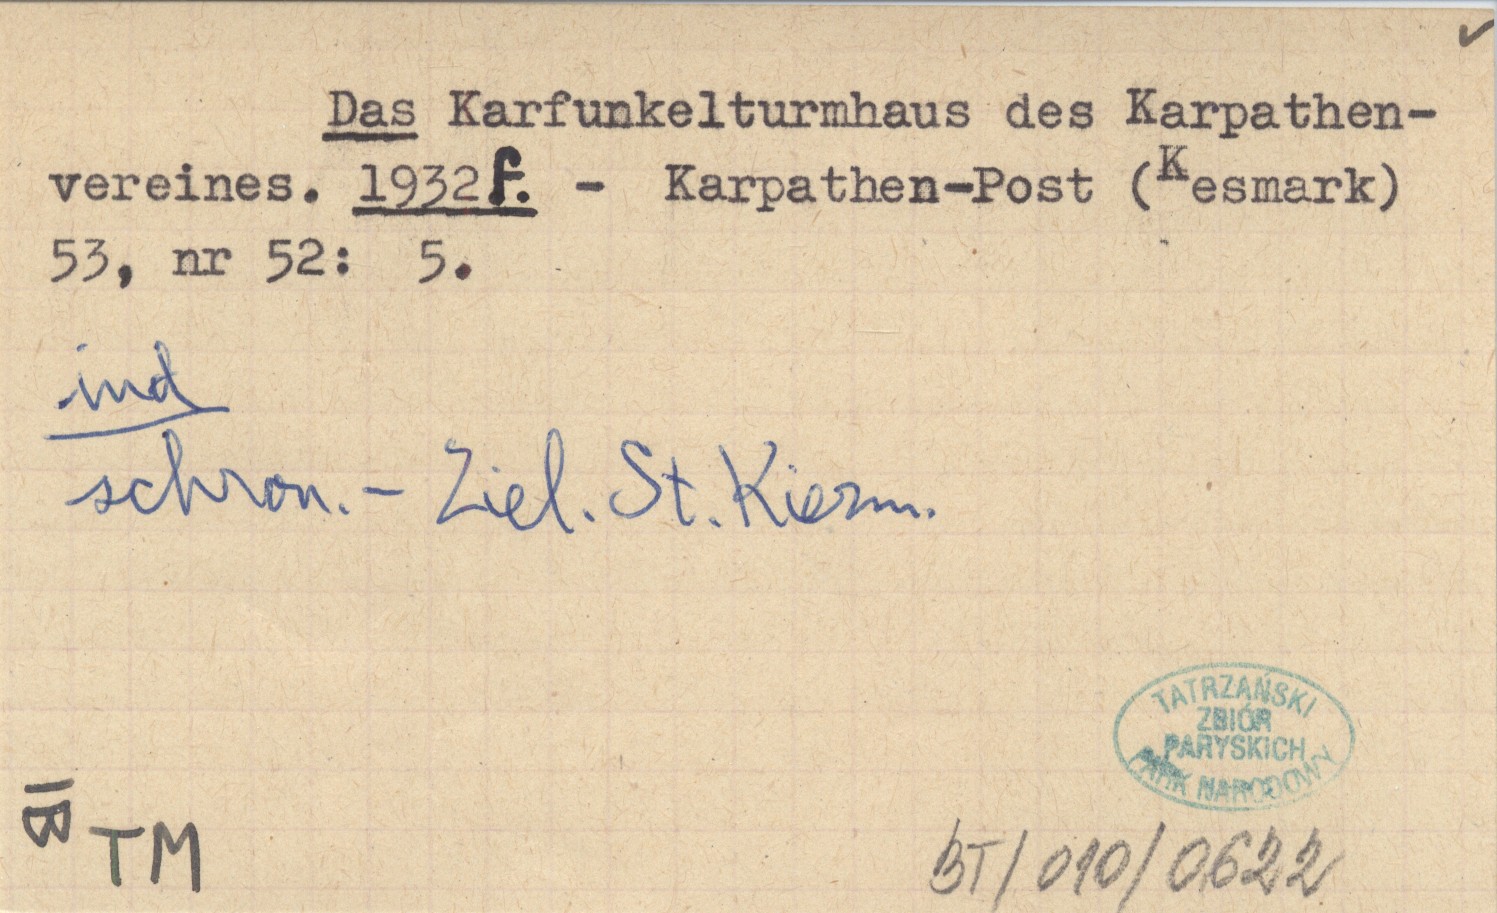 Das Karfunkelturmhaus des Karpathen-
vereines. 1932f. - Karpathen-Post (Kesmark)
53, nr 52: 5.
ind
schron. - Ziel. St. Kiezm.
TATRZAŃSKI
ZBIÓR
PARYSKICH
PARK NARODOWY
IB
TM
BT/010/0622